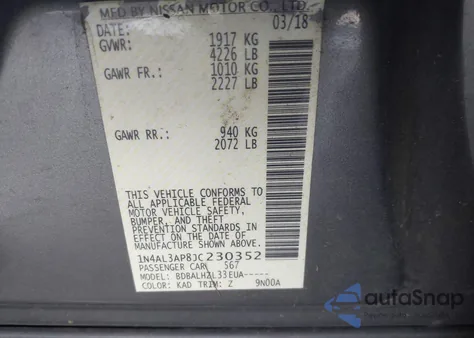 MFD BY NISSAN MOTOR CO., LTD.
DATE: 03/18
GVWR: 1917 KG
4226 LB
GAWR FR.: 1010 KG
2227 LB
GAWR RR.: 940 KG
2072 LB
THIS VEHICLE CONFORMS TO
ALL APPLICABLE FEDERAL
MOTOR VEHICLE SAFETY,
BUMPER, AND THEFT
PREVENTION STANDARDS IN
EFFECT ON THE DATE OF
MANUFACTURE SHOWN ABOVE.
1N4AL3AP8JC230352
PASSENGER CAR 567
MODEL: BDBALHZL33EUA-----
COLOR: KAD TRIM: Z 9N00A
autoSnap